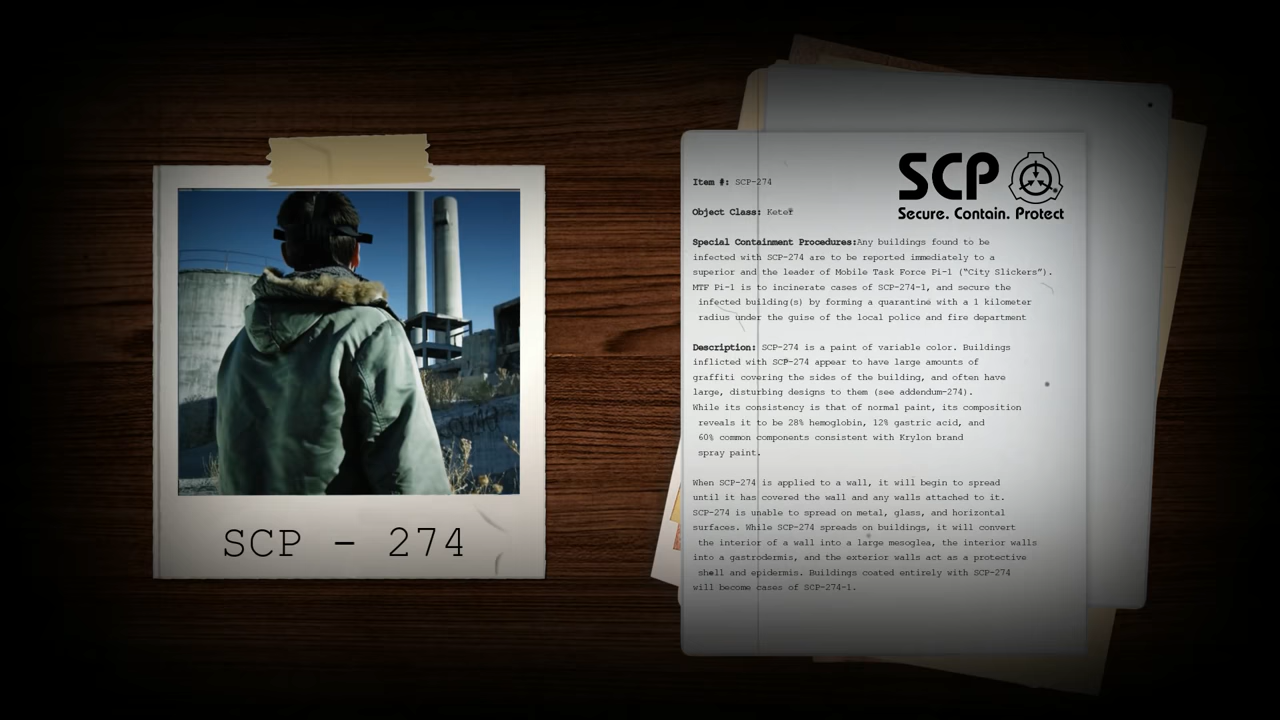 SCP - 274
SCP
Secure. Contain. Protect
Item #: SCP-274
Object Class: Keter
Special Containment Procedures:Any buildings found to be
infected with SCP-274 are to be reported immediately to a
superior and the leader of Mobile Task Force Pi-1 (“City Slickers”).
MTF Pi-1 is to incinerate cases of SCP-274-1, and secure the
infected building(s) by forming a quarantine with a 1 kilometer
radius under the guise of the local police and fire department
Description: SCP-274 is a paint of variable color. Buildings
inflicted with SCP-274 appear to have large amounts of
graffiti covering the sides of the building, and often have
large, disturbing designs to them (see addendum-274).
While its consistency is that of normal paint, its composition
reveals it to be 28% hemoglobin, 12% gastric acid, and
60% common components consistent with Krylon brand
spray paint.
When SCP-274 is applied to a wall, it will begin to spread
until it has covered the wall and any walls attached to it.
SCP-274 is unable to spread on metal, glass, and horizontal
surfaces. While SCP-274 spreads on buildings, it will convert
the interior of a wall into a large mesoglea, the interior walls
into a gastrodermis, and the exterior walls act as a protective
shell and epidermis. Buildings coated entirely with SCP-274
will become cases of SCP-274-1.